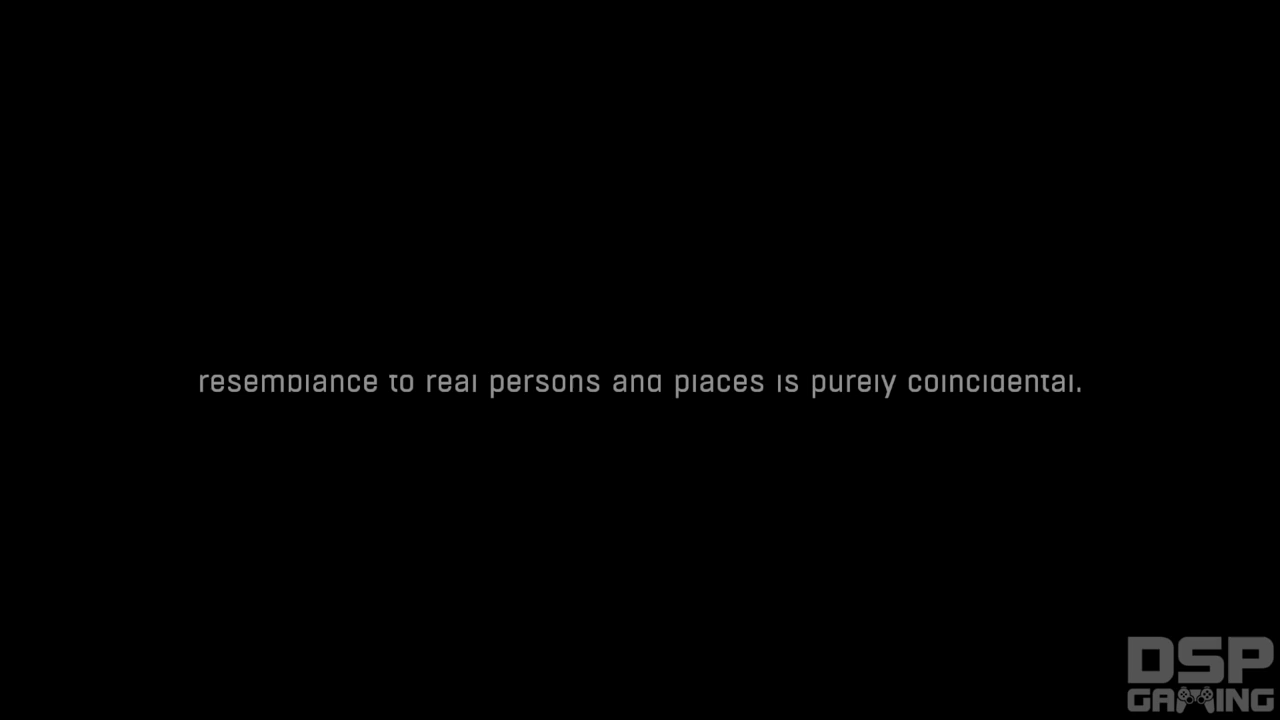 resemblance to real persons and places is purely coincidental.
DSP
GAMING